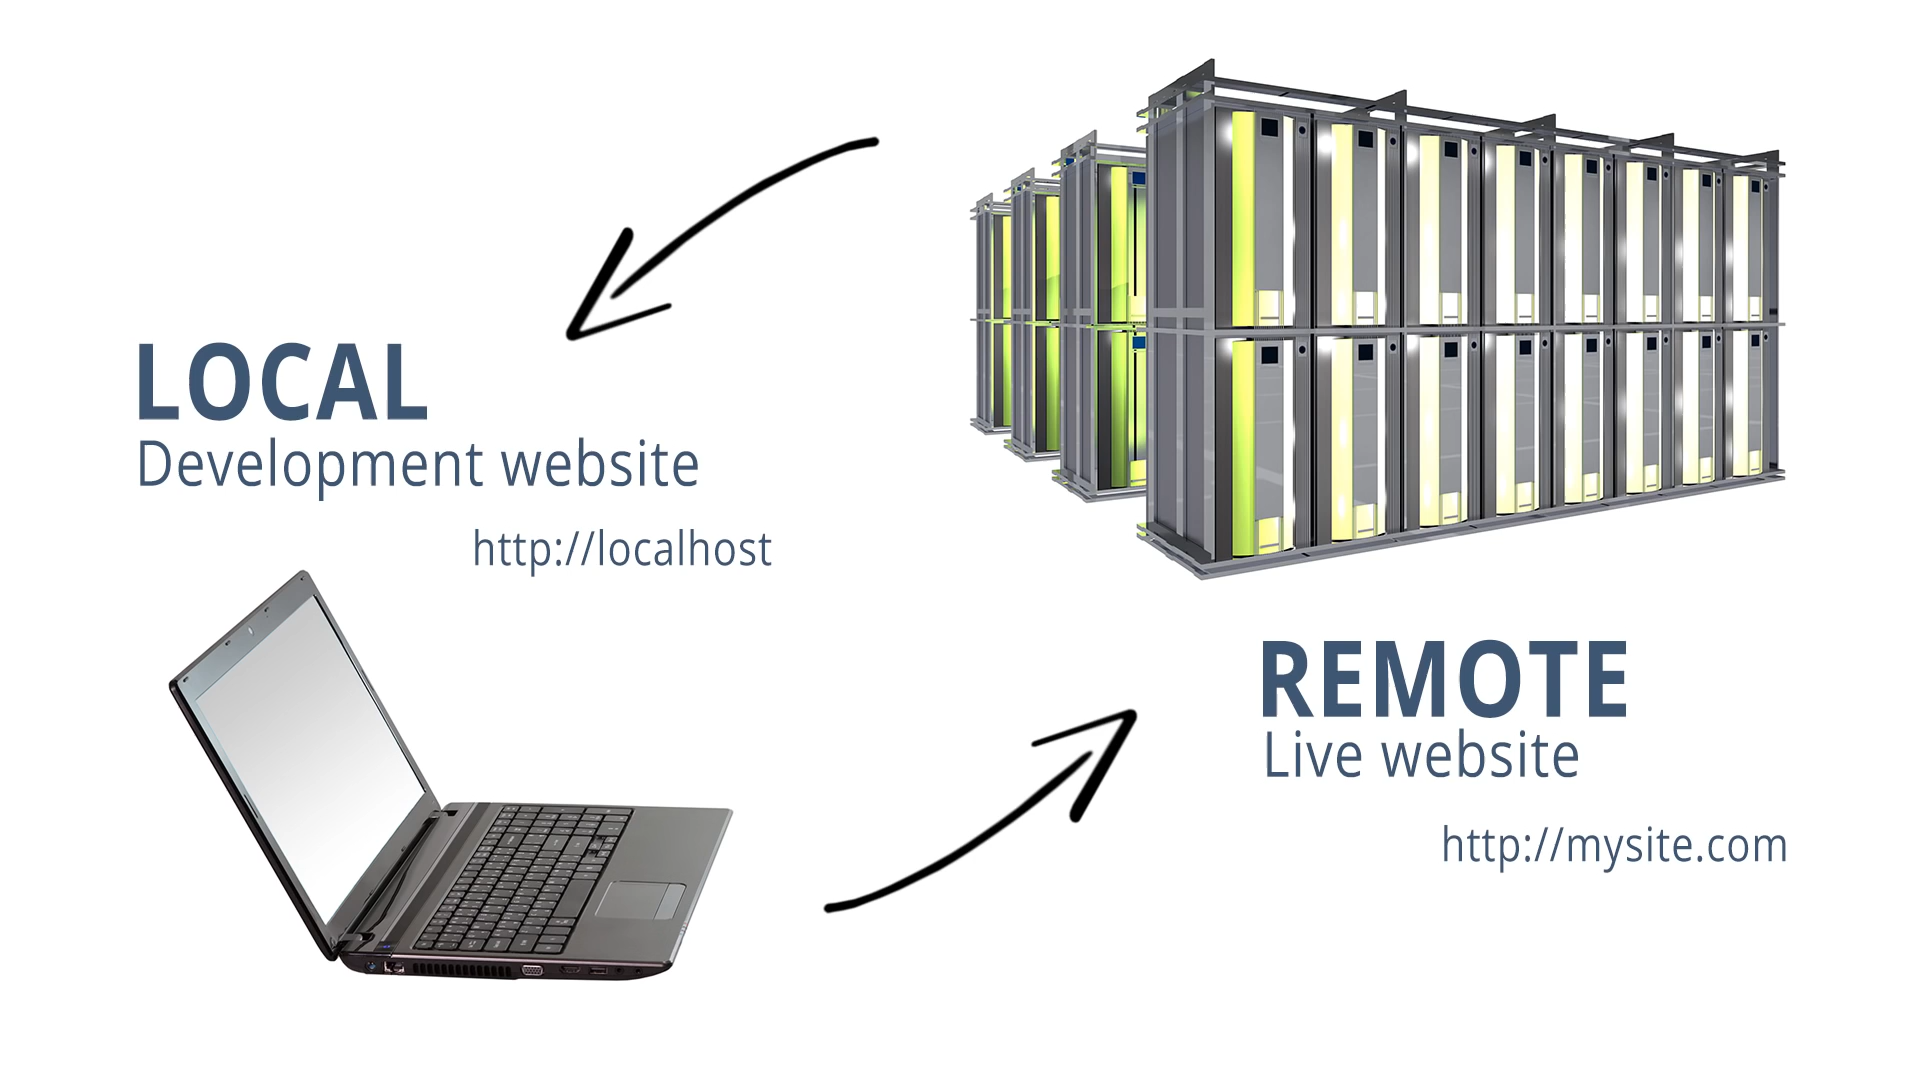 LOCAL
Development website
http://localhost
REMOTE
Live website
http://mysite.com